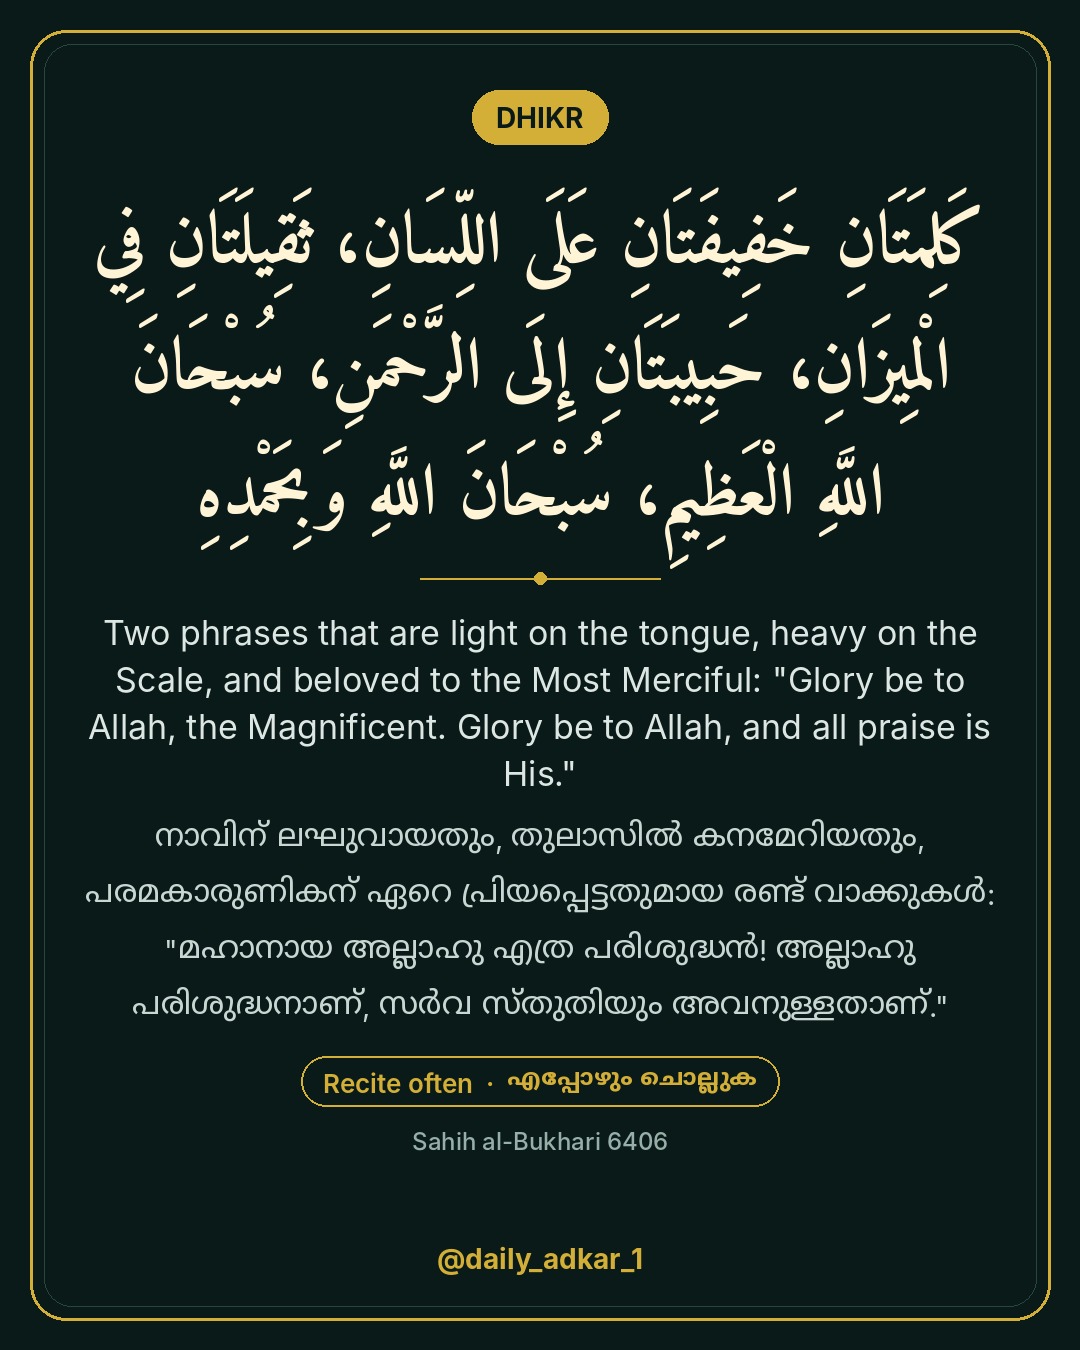 DHIKR
كَلِمَتَانِ خَفِيفَتَانِ عَلَى اللِّسَانِ، ثَقِيلَتَانِ فِي
الْمِيزَانِ، حَبِيبَتَانِ إِلَى الرَّحْمَنِ، سُبْحَانَ
اللَّهِ الْعَظِيمِ، سُبْحَانَ اللَّهِ وَبِحَمْدِهِ
Two phrases that are light on the tongue, heavy on the
Scale, and beloved to the Most Merciful: "Glory be to
Allah, the Magnificent. Glory be to Allah, and all praise is
His."
നാവിന് ലഘുവായതും, തുലാസിൽ കനമേറിയതും,
പരമകാരുണികന് ഏറെ പ്രിയപ്പെട്ടതുമായ രണ്ട് വാക്കുകൾ:
"മഹാനായ അല്ലാഹു എത്ര പരിശുദ്ധൻ! അല്ലാഹു
പരിശുദ്ധനാണ്, സർവ സ്തുതിയും അവനുള്ളതാണ്."
Recite often · എപ്പോഴും ചൊല്ലുക
Sahih al-Bukhari 6406
@daily_adkar_1